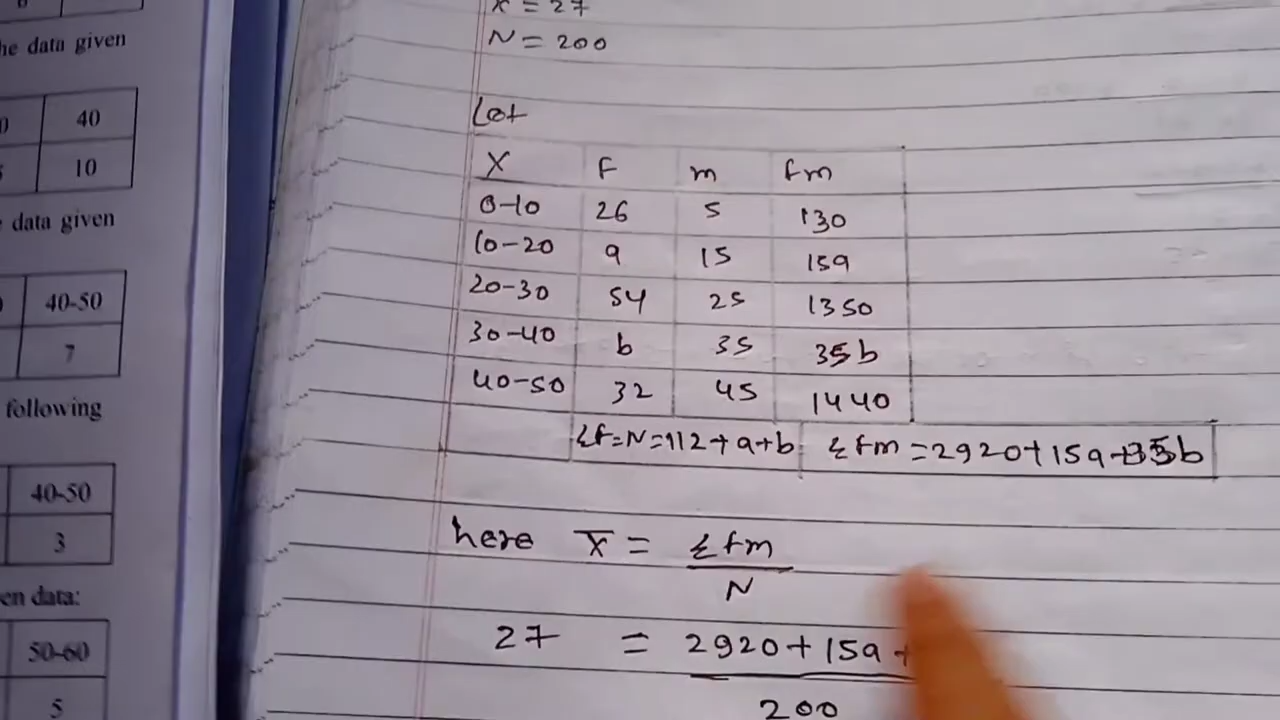 he data given
40
10
data given
40-50
7
following
40-50
3
en data:
50-60
5
X = 27
N = 200
Let
X F m fm
0-10 26 5 130
10-20 a 15 15a
20-30 54 25 1350
30-40 b 35 35b
40-50 32 45 1440
Σf=N=112+a+b Σfm=2920+15a+35b
here X̅ = Σfm
N
27 = 2920+15a+
200